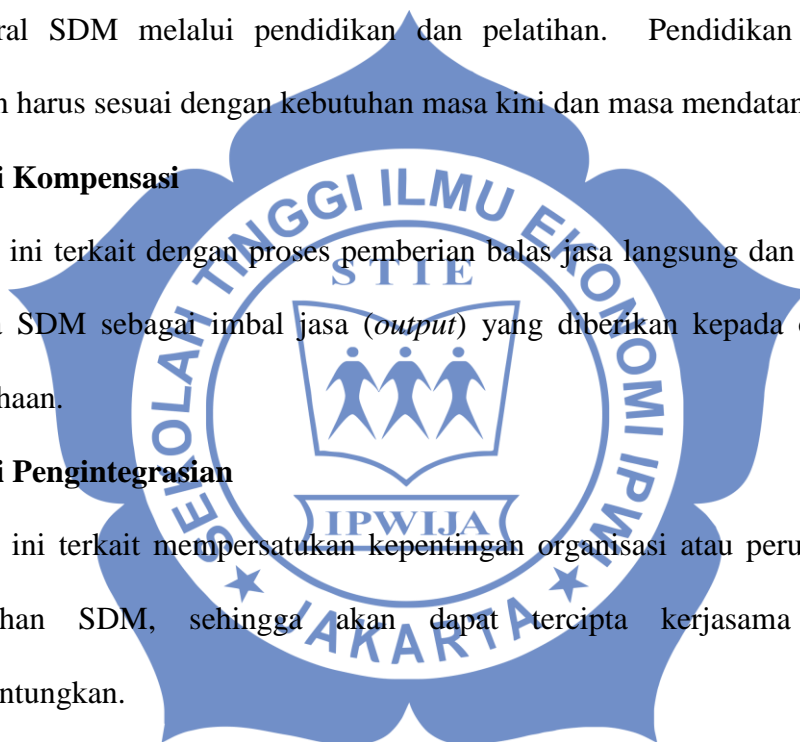 ral SDM melalui pendidikan dan pelatihan. Pendidikan
n harus sesuai dengan kebutuhan masa kini dan masa mendatan
i Kompensasi
ini terkait dengan proses pemberian balas jasa langsung dan
SDM sebagai imbal jasa (output) yang diberikan kepada
haan.
i Pengintegrasian
ini terkait mempersatukan kepentingan organisasi atau peru
han SDM, sehingga akan dapat tercipta kerjasama
ntungkan.
SEKOLAH TINGGI ILMU EKONOMI IPWI
STIE
IPWIJA
JAKARTA